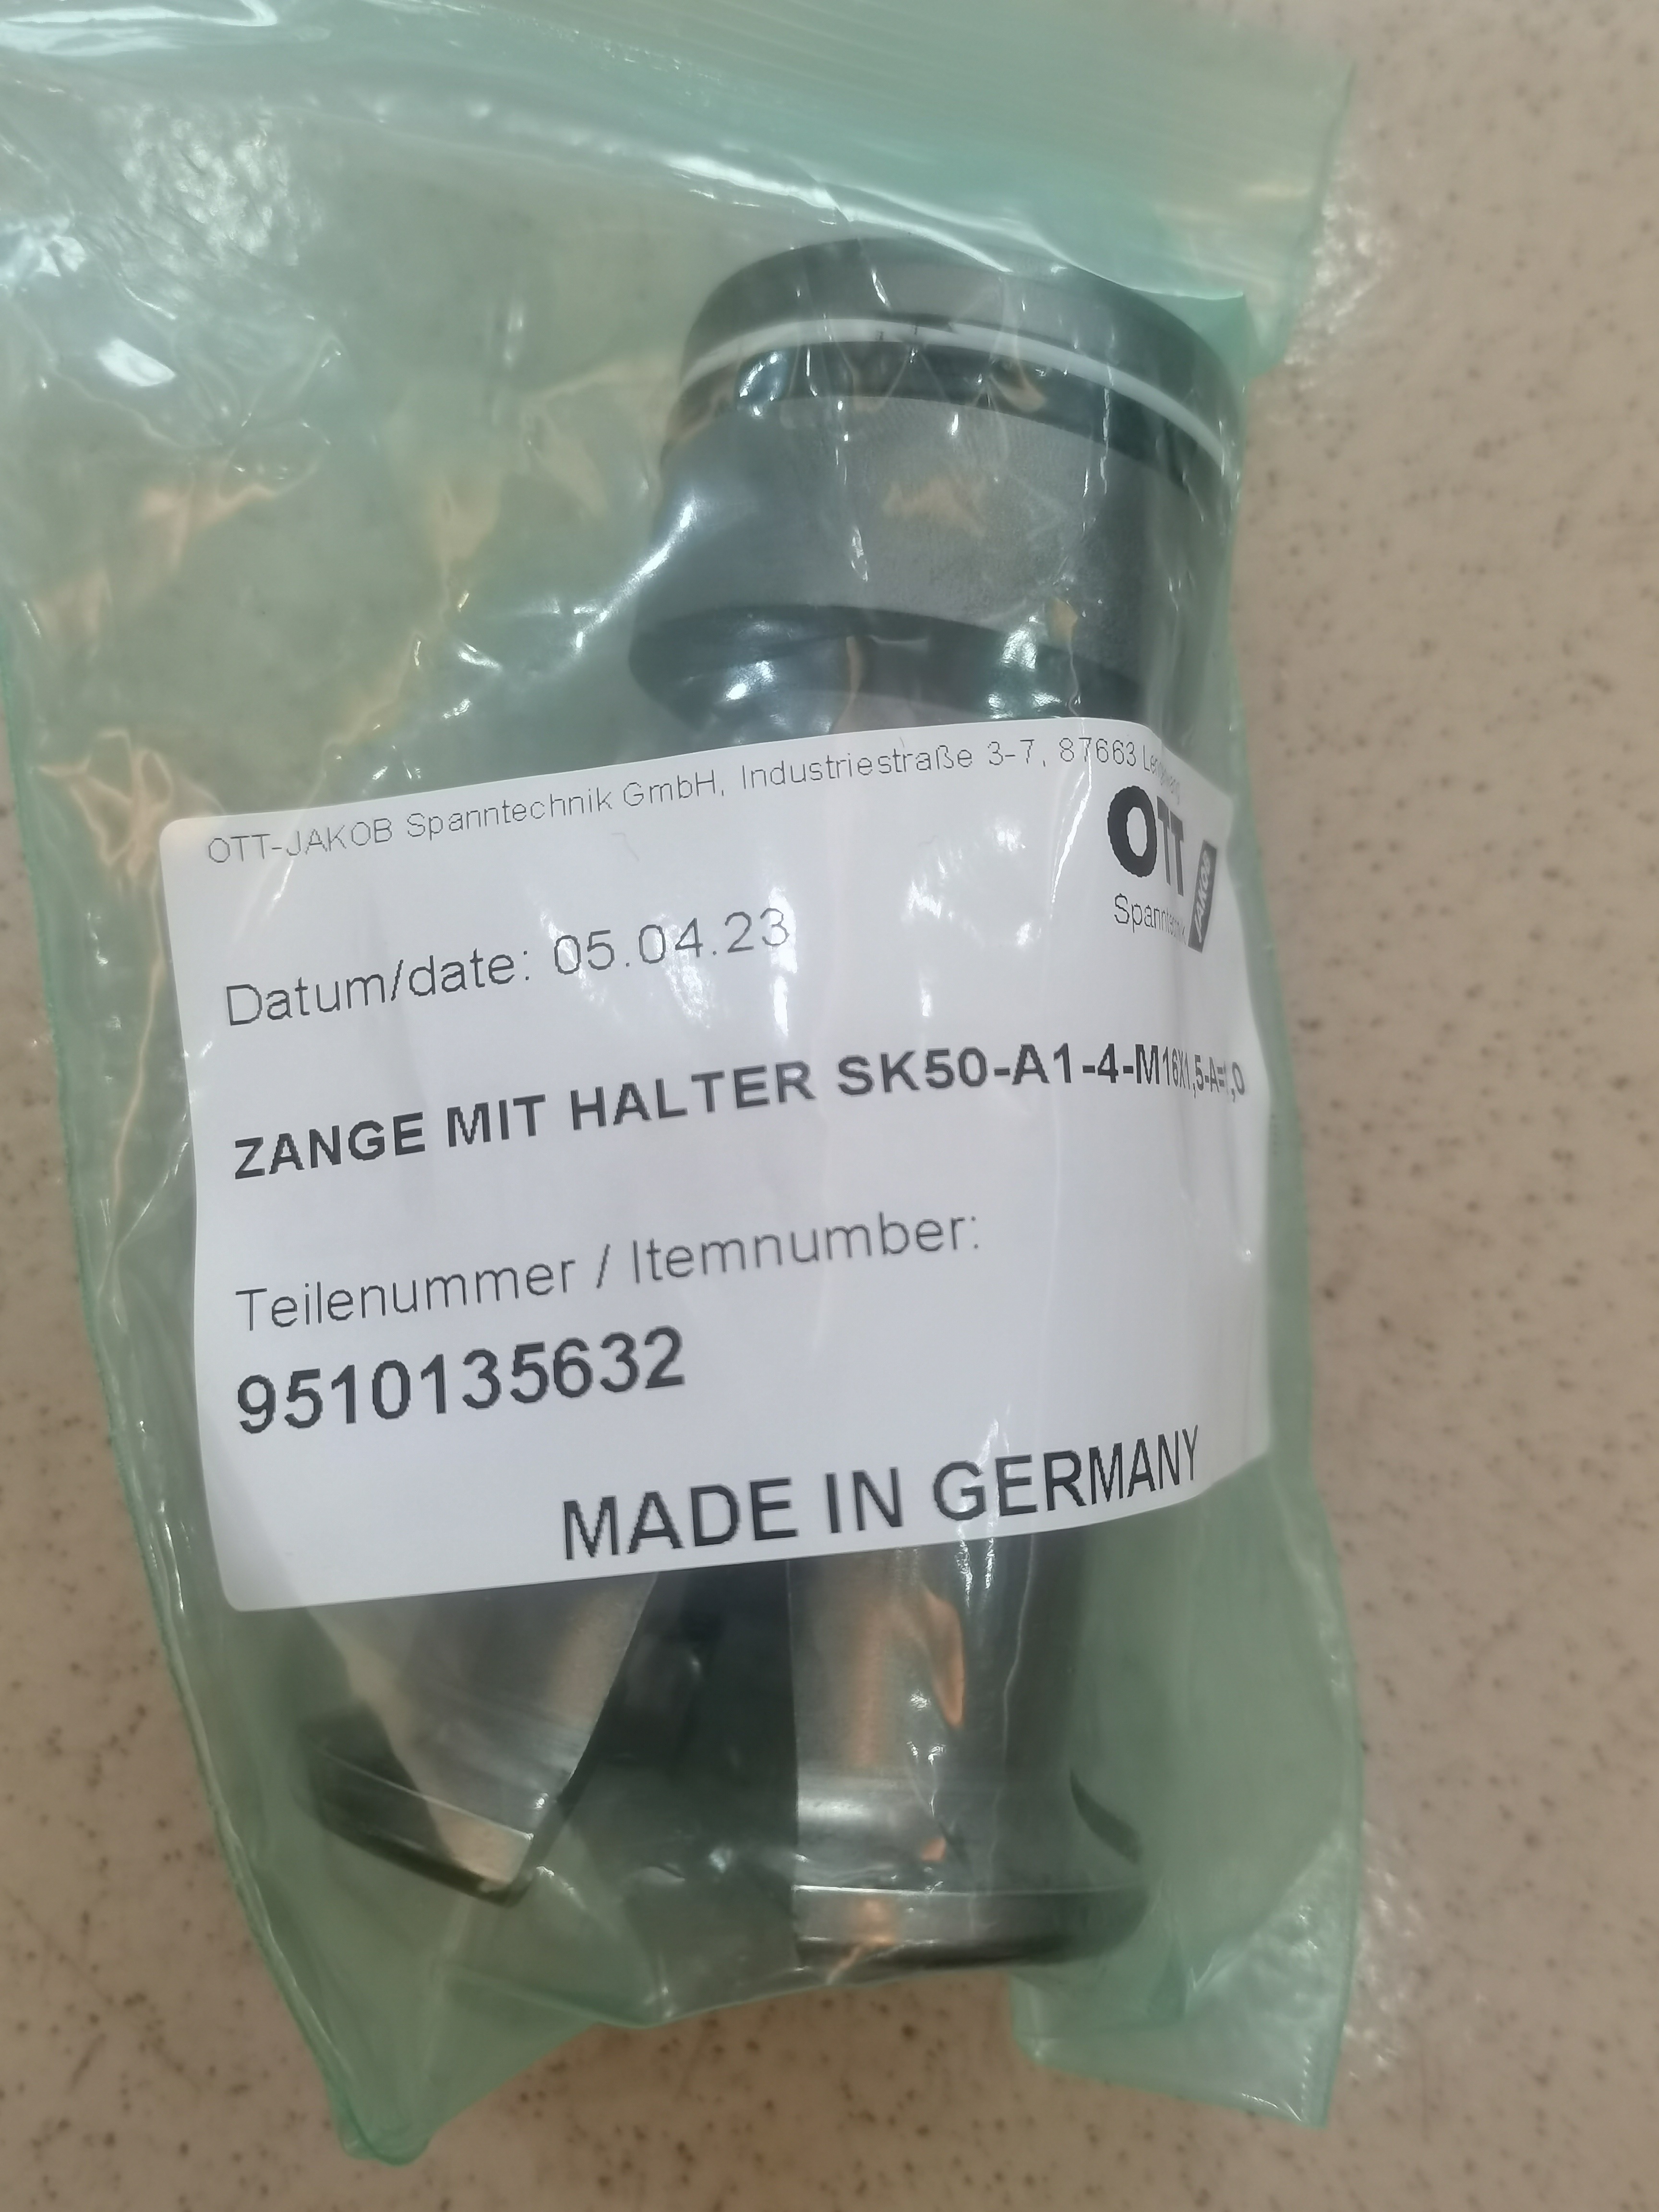 OTT-JAKOB Spanntechnik GmbH, Industriestraße 3-7, 87663
OTT
JAKOB
Spanntechnik
Datum/date: 05.04.23
ZANGE MIT HALTER SK50-A1-4-M16X1,5-
Teilenummer / Itemnumber:
9510135632
MADE IN GERMANY